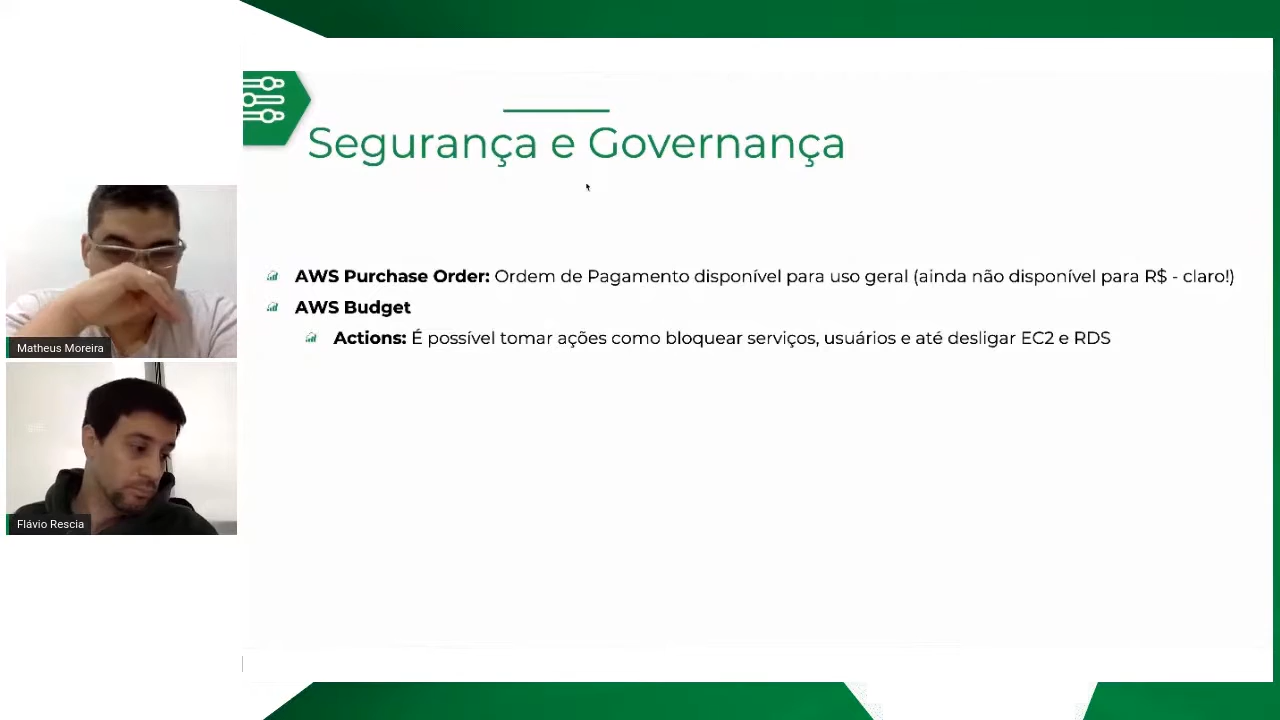 Segurança e Governança
AWS Purchase Order: Ordem de Pagamento disponível para uso geral (ainda não disponível para R$ - claro!)
AWS Budget
Actions: É possível tomar ações como bloquear serviços, usuários e até desligar EC2 e RDS
Matheus Moreira
Flávio Rescia